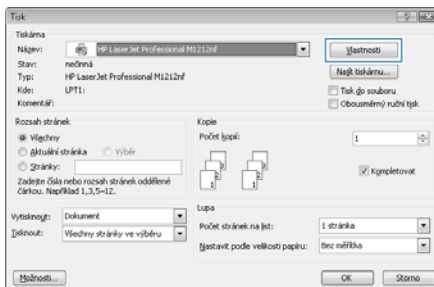 Tisk
Tiskárna
Název: HP LaserJet Professional M1212nf
Vlastnosti
Stav: nečinná
Typ: HP LaserJet Professional M1212nf
Najít tiskárnu...
Kde: LPT1:
Tisk do souboru
Komentář:
Obousměrný ruční tisk
Rozsah stránek
Všechny
Aktuální stránka
Výběr
Stránky:
Zadejte čísla nebo rozsah stránek oddělené
čárkou. Například 1,3,5–12.
Kopie
Počet kopií: 1
Kompletovat
Vytisknout: Dokument
Tisknout: Všechny stránky ve výběru
Lupa
Počet stránek na list: 1 stránka
Nastavit podle velikosti papíru: Bez měřítka
Možnosti...
OK
Storno